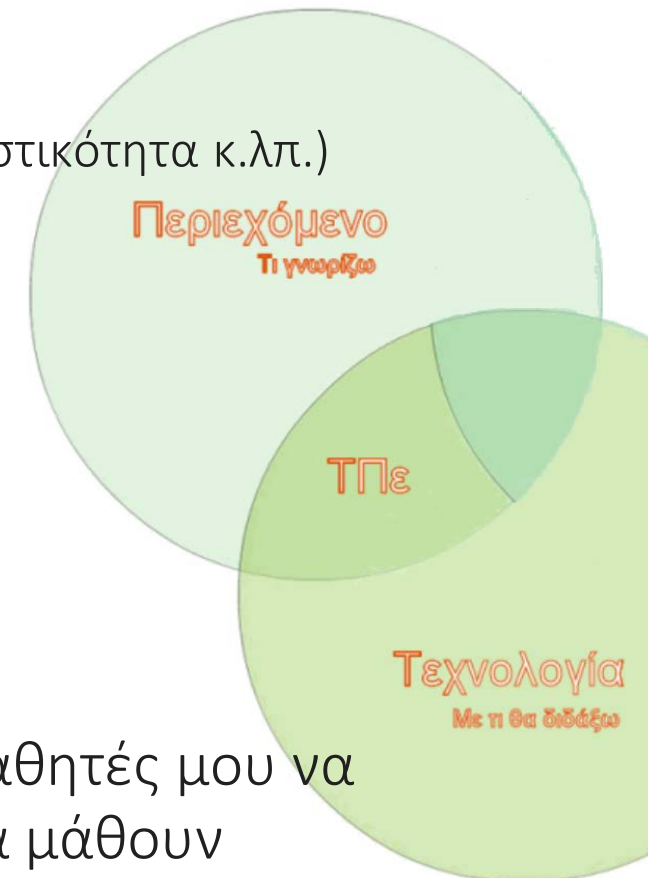 στικότητα κ.λπ.)
Περιεχόμενο
Τι γνωρίζω
ΤΠε
Τεχνολογία
Με τι θα διδάξω
αθητές μου να
α μάθουν